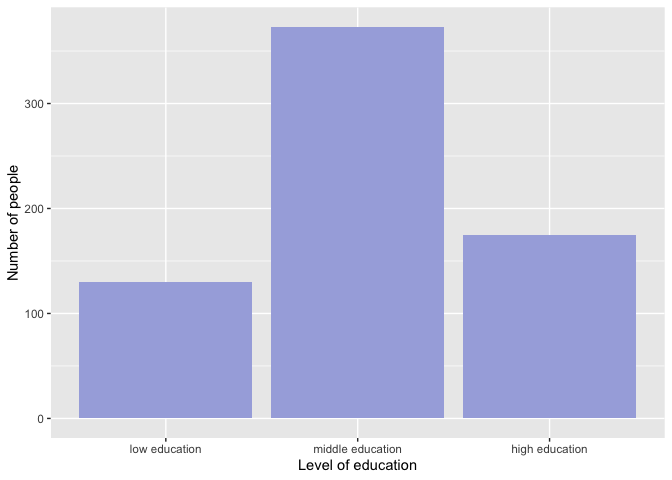 Number of people
300
200
100
0
low education
middle education
high education
Level of education